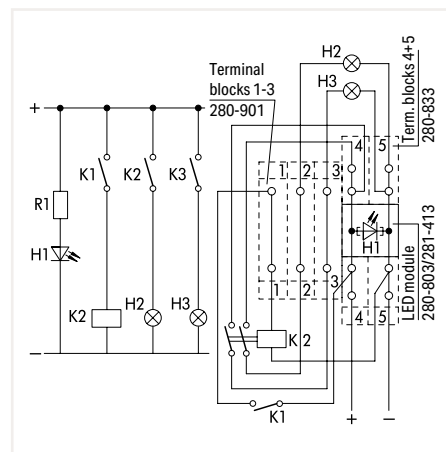 H2
H3
Terminal
blocks 1-3
280-901
Term. blocks 4+5
280-833
+
K1
K2
K3
R1
H1
K2
H2
H3
–
1
2
3
4
5
H1
1
2
3
4
5
LED module
280-803/281-413
K 2
K1
+
–